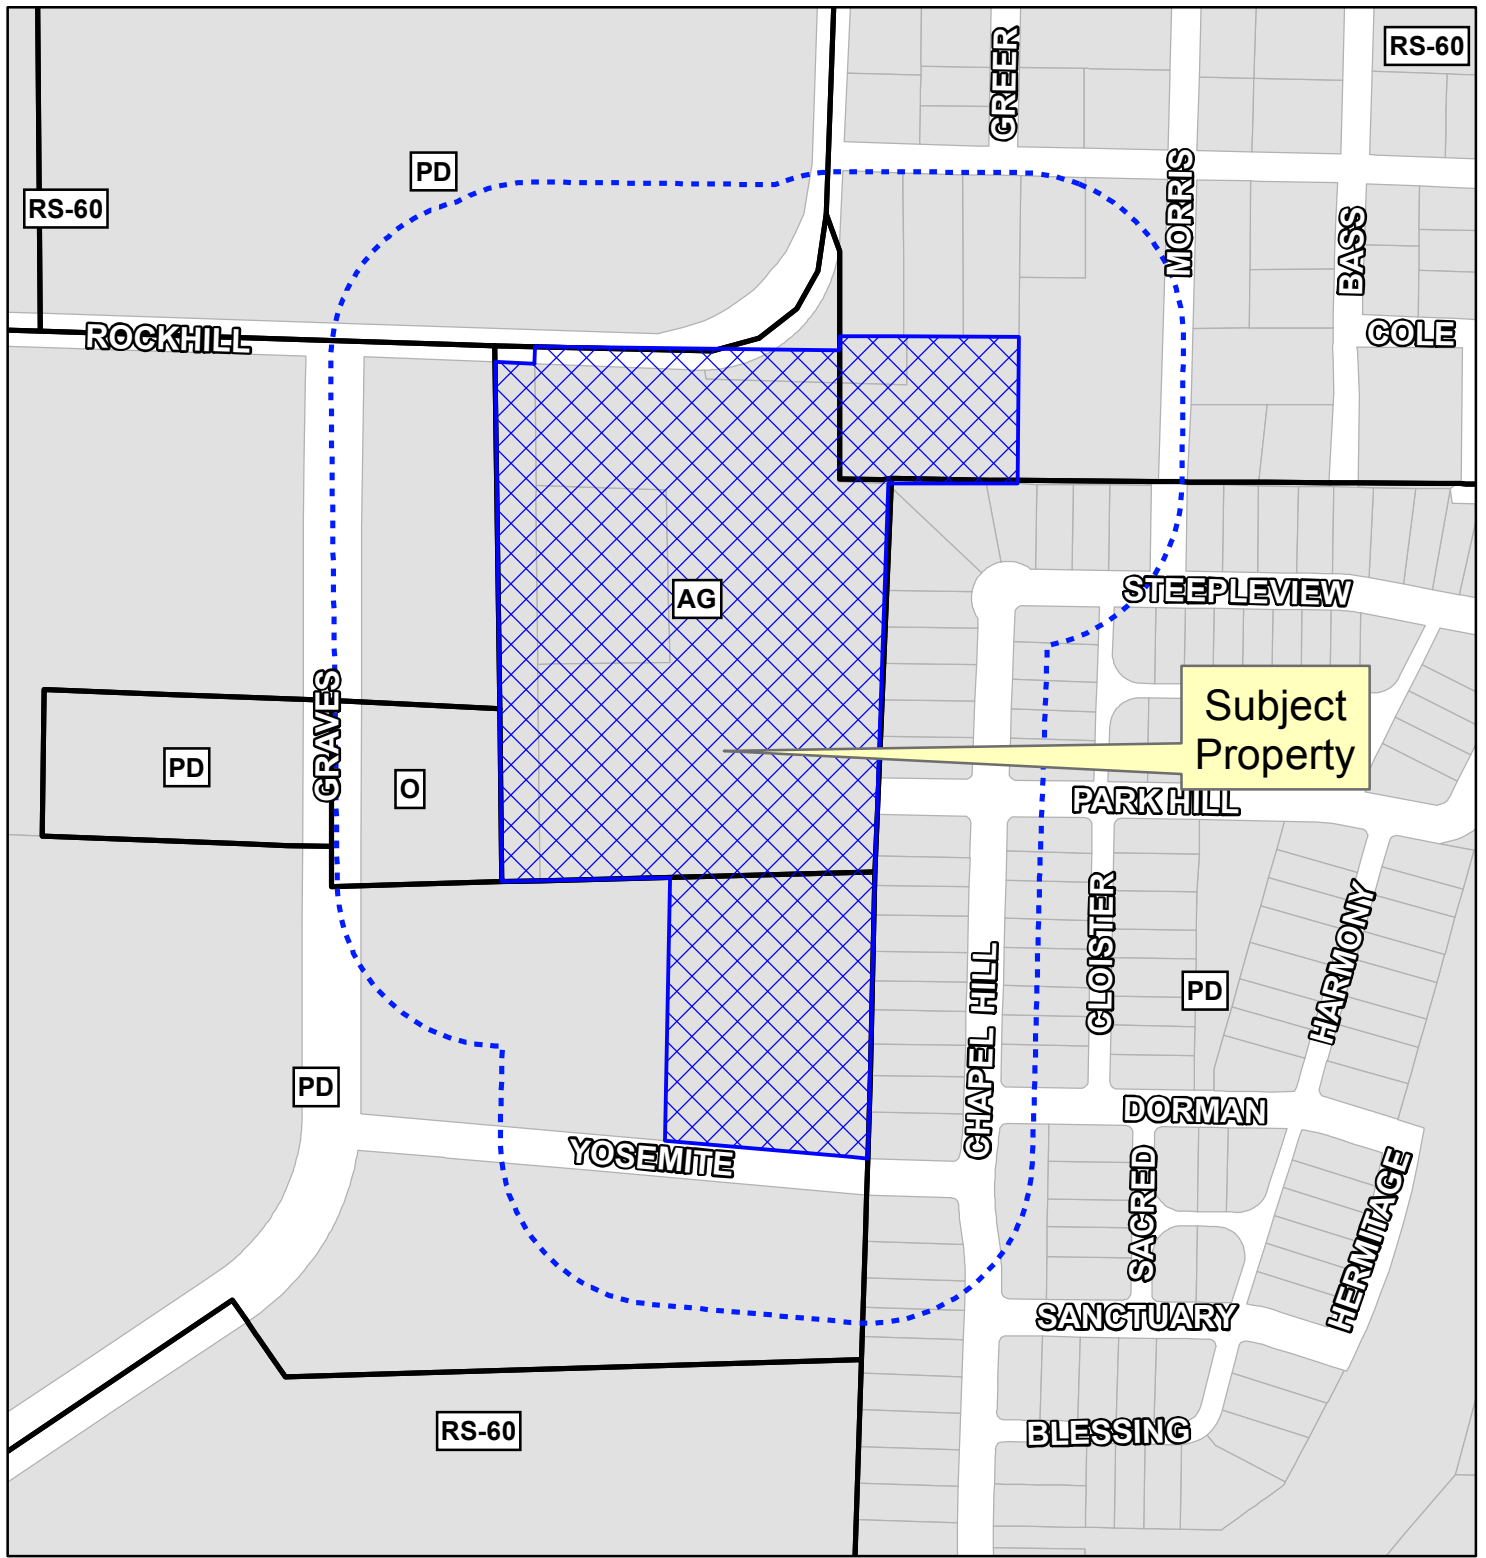 RS-60
GREER
PD
RS-60
MORRIS
BASS
ROCKHILL
COLE
STEEPLEVIEW
AG
GRAVES
Subject
Property
PD
O
PARK HILL
CLOISTER
HARMONY
PD
CHAPEL HILL
PD
DORMAN
YOSEMITE
SACRED
HERMITAGE
SANCTUARY
RS-60
BLESSING